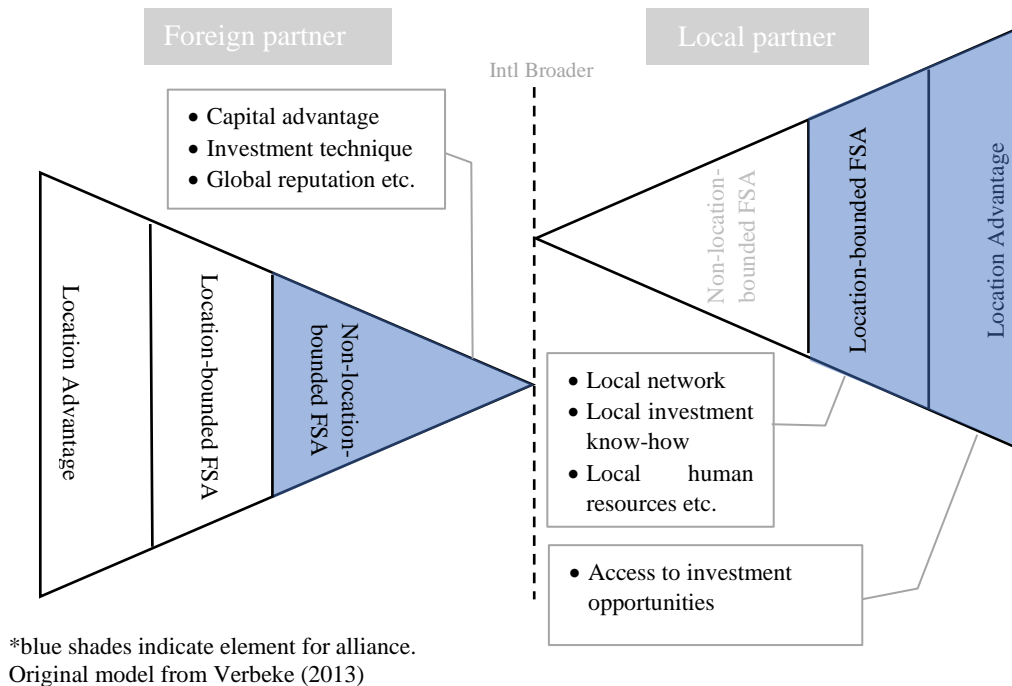 Foreign partner
Local partner
Intl Broader
• Capital advantage
• Investment technique
• Global reputation etc.
Location Advantage
Location-bounded FSA
Non-location-
bounded FSA
Non-location-
bounded FSA
Location-bounded FSA
Location Advantage
• Local network
• Local investment
know-how
• Local human
resources etc.
• Access to investment
opportunities
*blue shades indicate element for alliance.
Original model from Verbeke (2013)